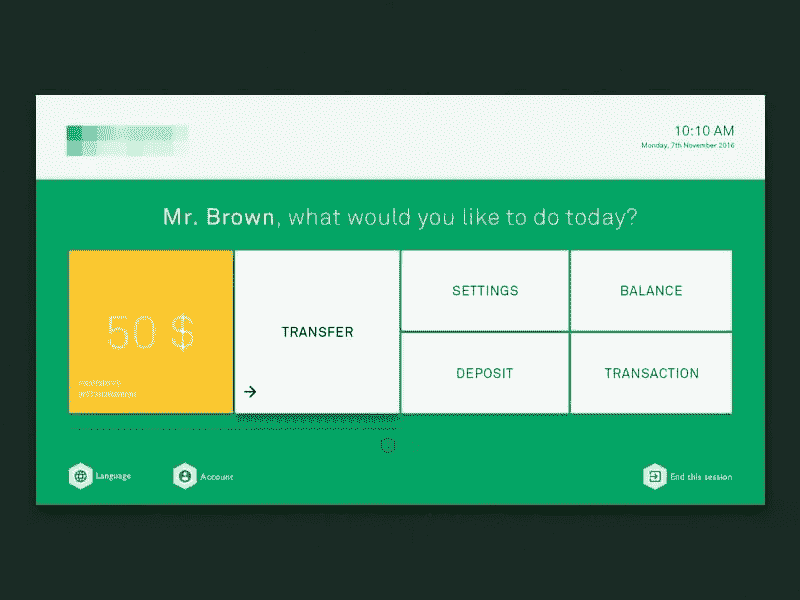 10:10 AM
Monday, 7th November 2016
Mr. Brown, what would you like to do today?
50 $
TRANSFER
SETTINGS
BALANCE
DEPOSIT
TRANSACTION
Language
Account
End this session